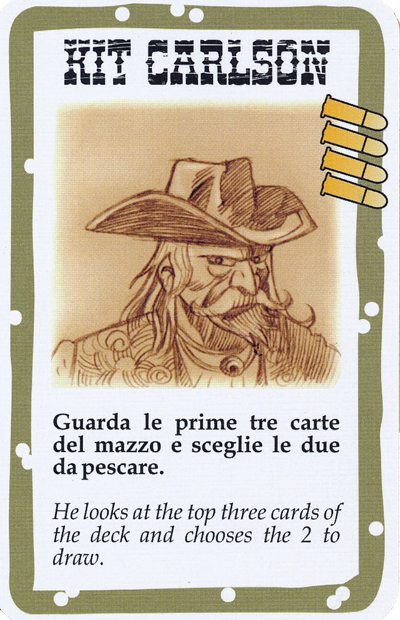 KIT CARLSON
Guarda le prime tre carte
del mazzo e sceglie le due
da pescare.
He looks at the top three cards of
the deck and chooses the 2 to
draw.